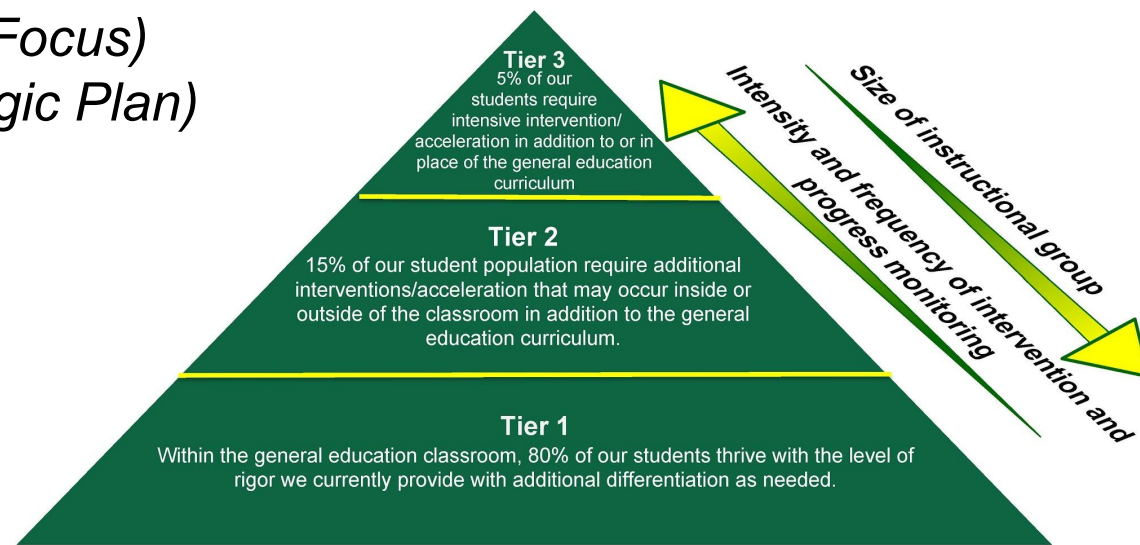 Focus)
gic Plan)
Tier 3
5% of our
students require
intensive intervention/
acceleration in addition to or in
place of the general education
curriculum
Tier 2
15% of our student population require additional
interventions/acceleration that may occur inside or
outside of the classroom in addition to the general
education curriculum.
Tier 1
Within the general education classroom, 80% of our students thrive with the level of
rigor we currently provide with additional differentiation as needed.
Size of instructional group
Intensity and frequency of intervention and
progress monitoring